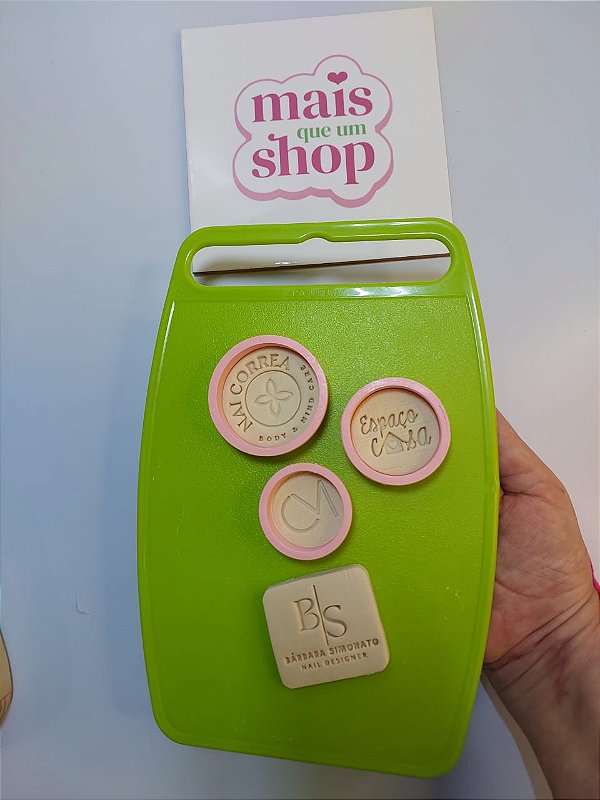 mais
que um
shop
NAI CORREA
BODY & MIND CARE
Espaço
Casa
CM
B|S
BÁRBARA SIMONATO
NAIL DESIGNER